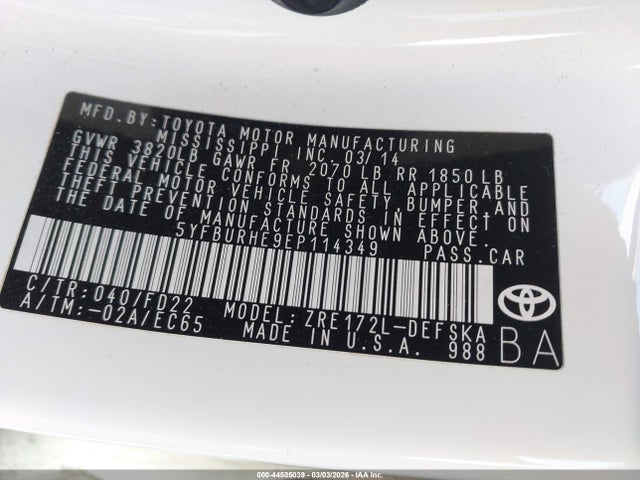 MFD.BY: TOYOTA MOTOR MANUFACTURING
MISSISSIPPI, INC. 03/14
GVWR 3820LB GAWR FR 2070 LB RR 1850 LB
THIS VEHICLE CONFORMS TO ALL APPLICABLE
FEDERAL MOTOR VEHICLE SAFETY BUMPER, AND
THEFT PREVENTION STANDARDS IN EFFECT ON
THE DATE OF MANUFACTURE SHOWN ABOVE.
5YFBURHE9EP114349 PASS.CAR
C/TR: 040/FD22 MODEL: ZRE172L-DEFSKA
A/TM:-02A/EC65 MADE IN U.S.A. 988
BA
000-44505039 - 03/03/2026 - IAA Inc.